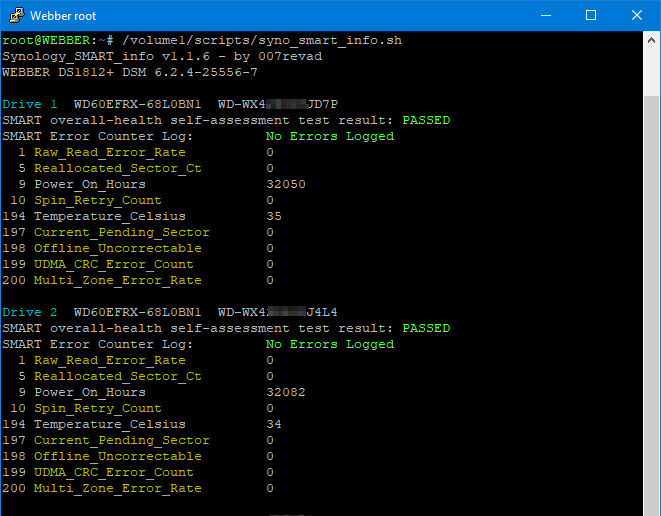 Webber root
root@WEBBER:~# /volume1/scripts/syno_smart_info.sh
Synology_SMART_info v1.1.6 - by 007revad
WEBBER DS1812+ DSM 6.2.4-25556-7
Drive 1 WD60EFRX-68L0BN1 WD-WX4 JD7P
SMART overall-health self-assessment test result: PASSED
SMART Error Counter Log: No Errors Logged
1 Raw_Read_Error_Rate 0
5 Reallocated_Sector_Ct 0
9 Power_On_Hours 32050
10 Spin_Retry_Count 0
194 Temperature_Celsius 35
197 Current_Pending_Sector 0
198 Offline_Uncorrectable 0
199 UDMA_CRC_Error_Count 0
200 Multi_Zone_Error_Rate 0
Drive 2 WD60EFRX-68L0BN1 WD-WX4 J4L4
SMART overall-health self-assessment test result: PASSED
SMART Error Counter Log: No Errors Logged
1 Raw_Read_Error_Rate 0
5 Reallocated_Sector_Ct 0
9 Power_On_Hours 32082
10 Spin_Retry_Count 0
194 Temperature_Celsius 34
197 Current_Pending_Sector 0
198 Offline_Uncorrectable 0
199 UDMA_CRC_Error_Count 0
200 Multi_Zone_Error_Rate 0